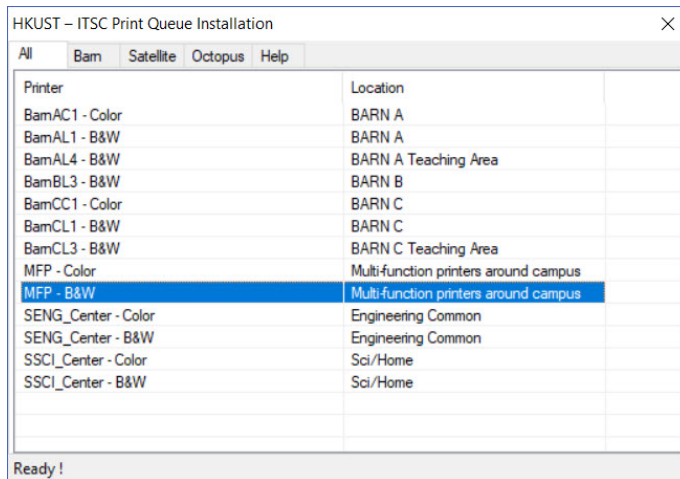 HKUST – ITSC Print Queue Installation
All Barn Satellite Octopus Help
Printer Location
BarnAC1 - Color BARN A
BarnAL1 - B&W BARN A
BarnAL4 - B&W BARN A Teaching Area
BarnBL3 - B&W BARN B
BarnCC1 - Color BARN C
BarnCL1 - B&W BARN C
BarnCL3 - B&W BARN C Teaching Area
MFP - Color Multi-function printers around campus
MFP - B&W Multi-function printers around campus
SENG_Center - Color Engineering Common
SENG_Center - B&W Engineering Common
SSCI_Center - Color Sci/Home
SSCI_Center - B&W Sci/Home
Ready !